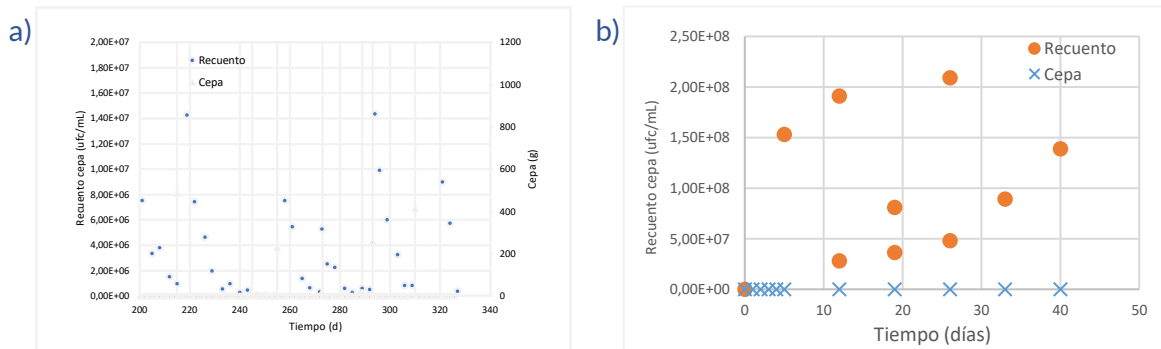 a)
2,00E+07
1,80E+07
1,60E+07
1,40E+07
1,20E+07
1,00E+07
8,00E+06
6,00E+06
4,00E+06
2,00E+06
0,00E+00
Recuento cepa (ufc/mL)
Recuento
Cepa
1200
1000
800
600
400
200
0
Cepa (g)
200 220 240 260 280 300 320 340
Tiempo (d)
b)
2,50E+08
2,00E+08
1,50E+08
1,00E+08
5,00E+07
0,00E+00
Recuento cepa (ufc/mL)
Recuento
Cepa
0 10 20 30 40 50
Tiempo (días)